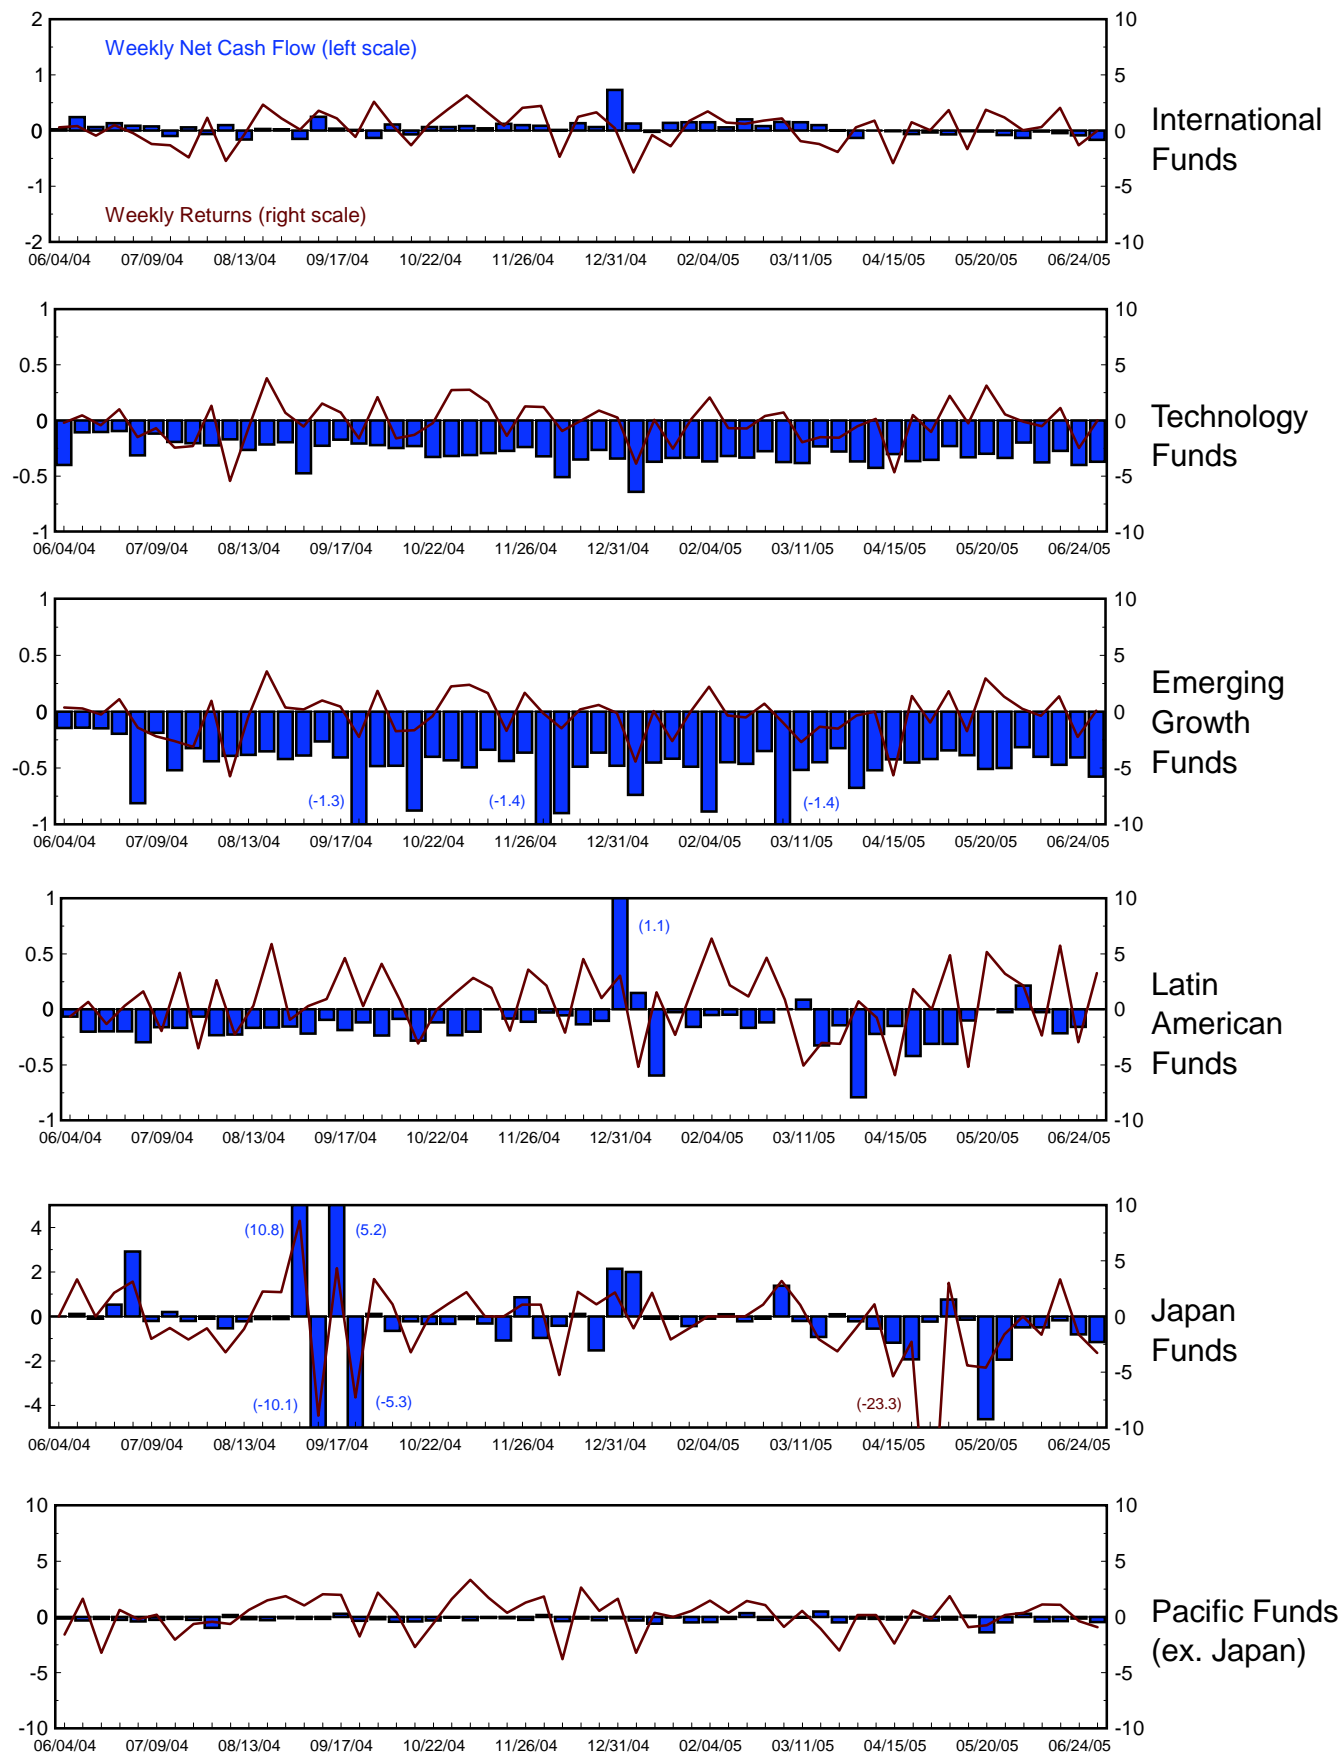 2
10
Weekly Net Cash Flow (left scale)
1
5
0
0
International
Funds
-1
-5
Weekly Returns (right scale)
-2
-10
06/04/04 07/09/04 08/13/04 09/17/04 10/22/04 11/26/04 12/31/04 02/04/05 03/11/05 04/15/05 05/20/05 06/24/05
1
10
0.5
5
0
0
Technology
Funds
-0.5
-5
-1
-10
06/04/04 07/09/04 08/13/04 09/17/04 10/22/04 11/26/04 12/31/04 02/04/05 03/11/05 04/15/05 05/20/05 06/24/05
1
10
0.5
5
0
0
Emerging
Growth
Funds
-0.5
-5
(-1.3) (-1.4) (-1.4)
-1
-10
06/04/04 07/09/04 08/13/04 09/17/04 10/22/04 11/26/04 12/31/04 02/04/05 03/11/05 04/15/05 05/20/05 06/24/05
1
10
(1.1)
0.5
5
0
0
Latin
American
Funds
-0.5
-5
-1
-10
06/04/04 07/09/04 08/13/04 09/17/04 10/22/04 11/26/04 12/31/04 02/04/05 03/11/05 04/15/05 05/20/05 06/24/05
10
4
(10.8) (5.2)
2
5
0
0
Japan
Funds
-2
-5
-4
(-10.1) (-5.3) (-23.3)
-10
06/04/04 07/09/04 08/13/04 09/17/04 10/22/04 11/26/04 12/31/04 02/04/05 03/11/05 04/15/05 05/20/05 06/24/05
10
10
5
5
0
0
Pacific Funds
(ex. Japan)
-5
-5
-10
-10
06/04/04 07/09/04 08/13/04 09/17/04 10/22/04 11/26/04 12/31/04 02/04/05 03/11/05 04/15/05 05/20/05 06/24/05